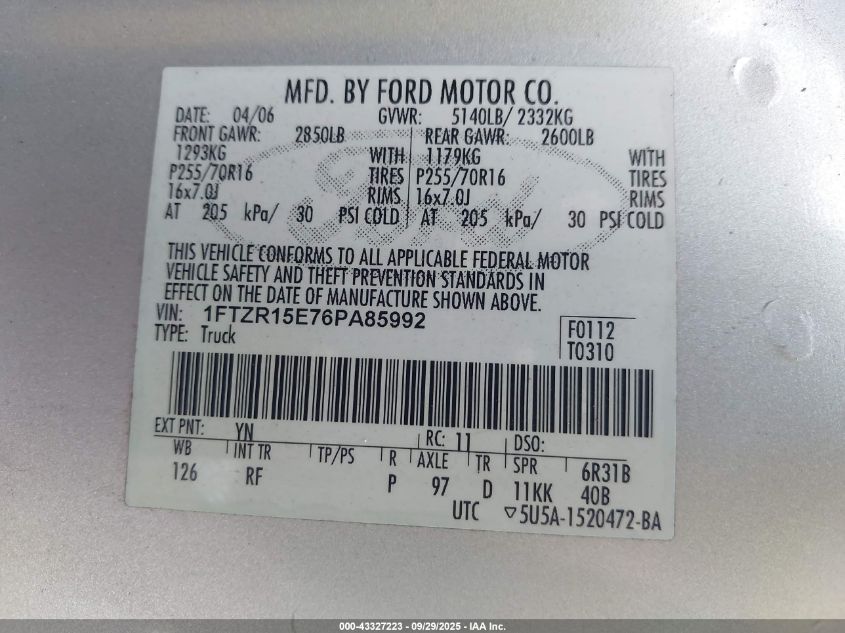 MFD. BY FORD MOTOR CO.
DATE: 04/06 GVWR: 5140LB/ 2332KG
FRONT GAWR: 2850LB REAR GAWR: 2600LB
1293KG WITH 1179KG WITH
P255/70R16 TIRES P255/70R16 TIRES
16x7.0J RIMS 16x7.0J RIMS
AT 205 kPa/ 30 PSI COLD AT 205 kPa/ 30 PSI COLD
THIS VEHICLE CONFORMS TO ALL APPLICABLE FEDERAL MOTOR
VEHICLE SAFETY AND THEFT PREVENTION STANDARDS IN
EFFECT ON THE DATE OF MANUFACTURE SHOWN ABOVE.
VIN: 1FTZR15E76PA85992
TYPE: Truck
F0112
T0310
EXT PNT: YN RC: 11 DSO:
WB INT TR TP/PS R AXLE TR SPR 6R31B
126 RF P 97 D 11KK 40B
UTC ▽5U5A-1520472-BA
Ford
000-43327223 - 09/29/2025 - IAA Inc.